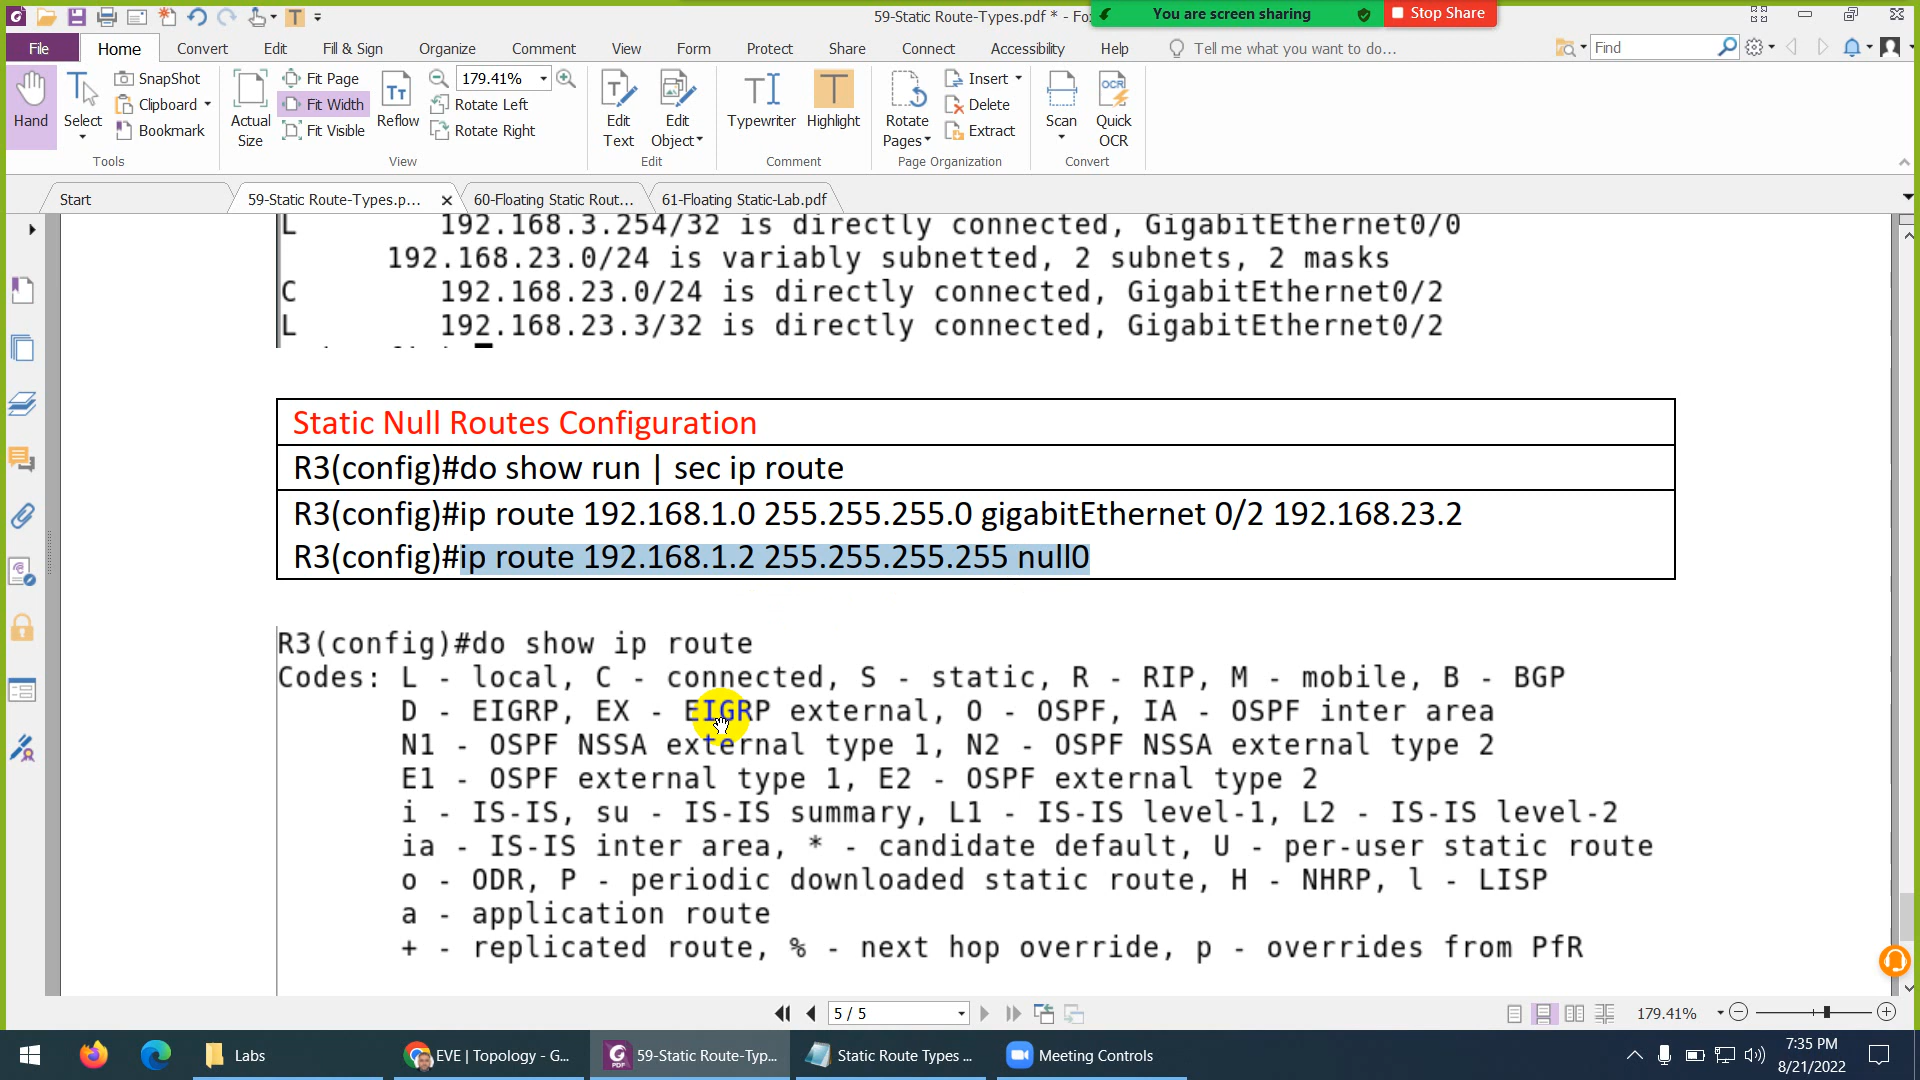 59-Static Route-Types.pdf * - Fox
You are screen sharing
Stop Share
File
Home
Convert
Edit
Fill & Sign
Organize
Comment
View
Form
Protect
Share
Connect
Accessibility
Help
Tell me what you want to do...
Find
Hand
Select
SnapShot
Clipboard
Bookmark
Tools
Actual Size
Fit Page
Fit Width
Fit Visible
Reflow
179.41%
Rotate Left
Rotate Right
View
Edit Text
Edit Object
Edit
Typewriter
Highlight
Comment
Rotate Pages
Insert
Delete
Extract
Page Organization
Scan
Quick OCR
Convert
Start
59-Static Route-Types.p...
60-Floating Static Rout...
61-Floating Static-Lab.pdf
L 192.168.3.254/32 is directly connected, GigabitEthernet0/0
192.168.23.0/24 is variably subnetted, 2 subnets, 2 masks
C 192.168.23.0/24 is directly connected, GigabitEthernet0/2
L 192.168.23.3/32 is directly connected, GigabitEthernet0/2
Static Null Routes Configuration
R3(config)#do show run | sec ip route
R3(config)#ip route 192.168.1.0 255.255.255.0 gigabitEthernet 0/2 192.168.23.2
R3(config)#ip route 192.168.1.2 255.255.255.255 null0
R3(config)#do show ip route
Codes: L - local, C - connected, S - static, R - RIP, M - mobile, B - BGP
D - EIGRP, EX - EIGRP external, O - OSPF, IA - OSPF inter area
N1 - OSPF NSSA external type 1, N2 - OSPF NSSA external type 2
E1 - OSPF external type 1, E2 - OSPF external type 2
i - IS-IS, su - IS-IS summary, L1 - IS-IS level-1, L2 - IS-IS level-2
ia - IS-IS inter area, * - candidate default, U - per-user static route
o - ODR, P - periodic downloaded static route, H - NHRP, l - LISP
a - application route
+ - replicated route, % - next hop override, p - overrides from PfR
5 / 5
179.41%
Labs
EVE | Topology - G...
59-Static Route-Typ...
Static Route Types ...
Meeting Controls
7:35 PM
8/21/2022